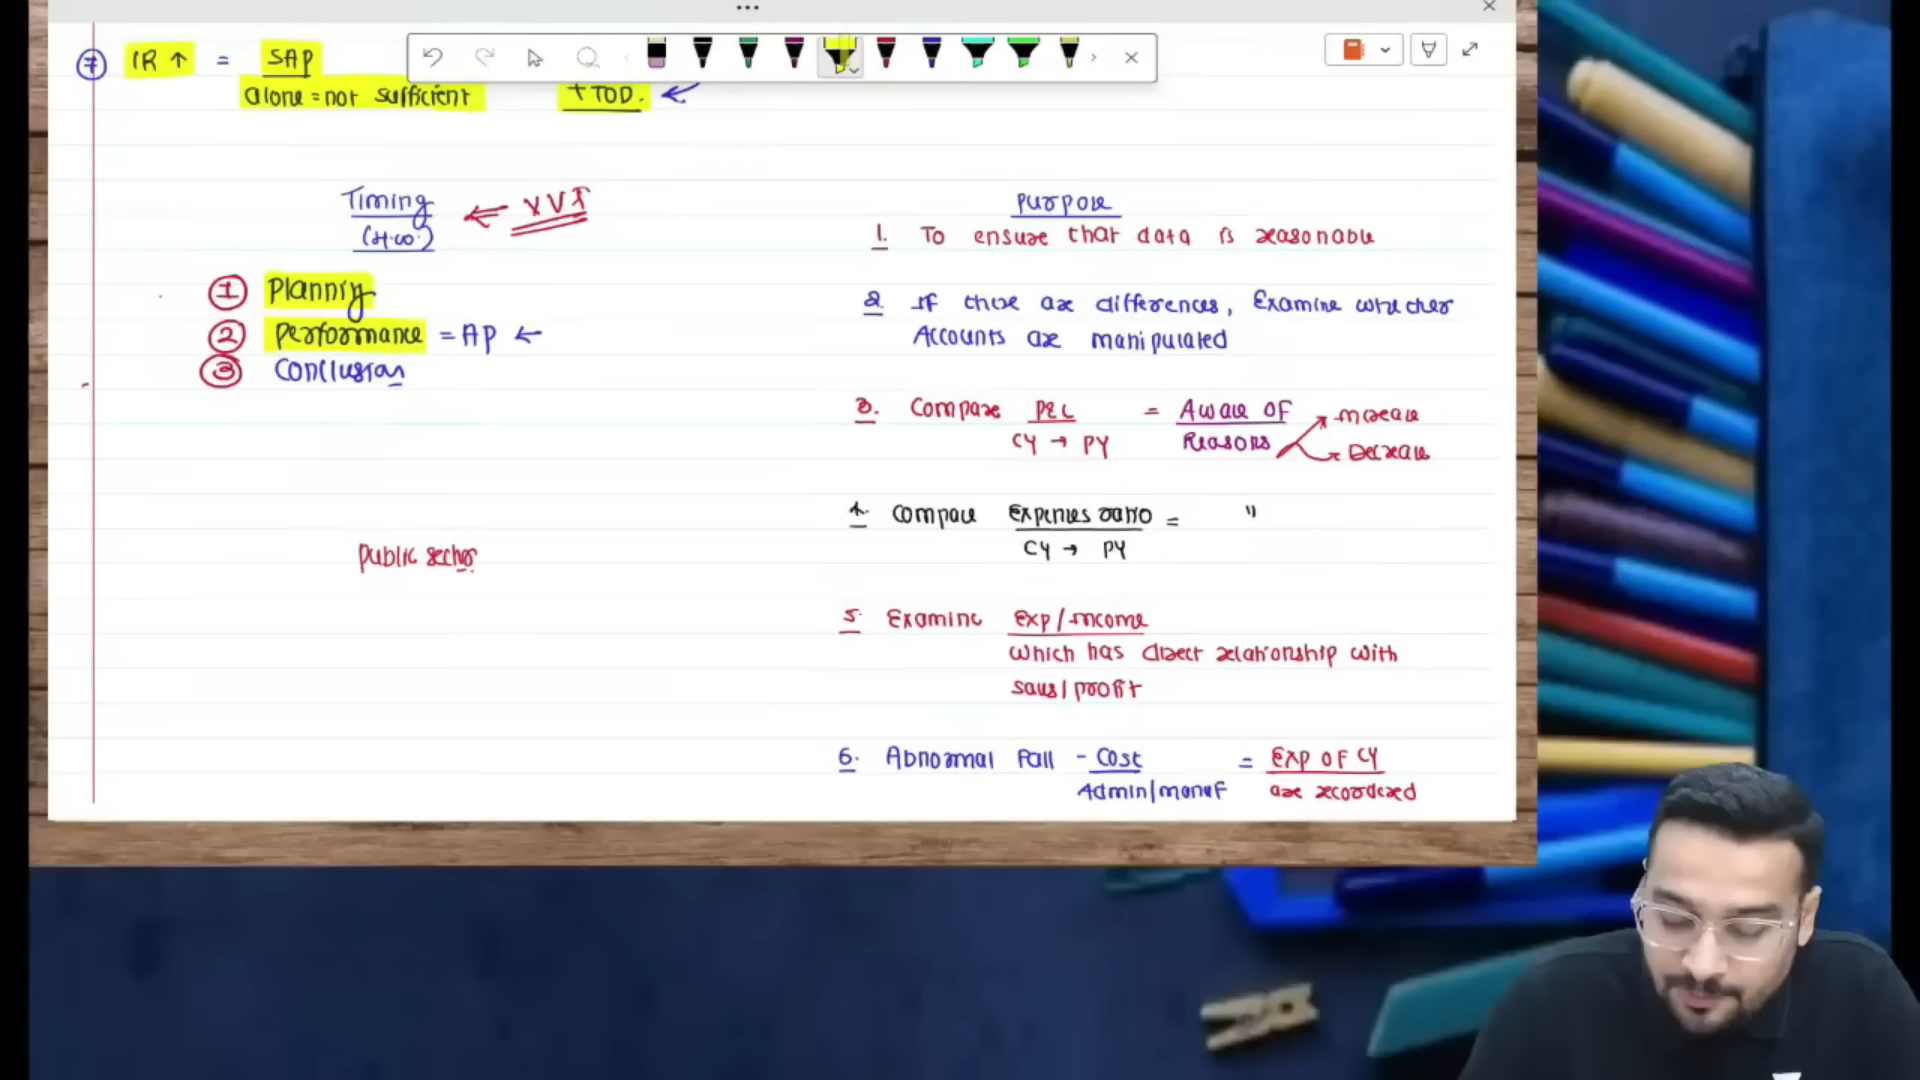 7 IR ↑ = SAP
alone = not sufficient + TOD.
Timing
(H.W.)
1 Planning
2 performance = AP ←
3 Conclusion
public sector
purpose
1. To ensure that data is reasonable
2. If there are differences, Examine whether
Accounts are manipulated
3. Compare = Aware of Increase
CY → PY Reasons Decrease
4. Compare Expenses ratio = "
CY → PY
5. Examine Exp/Income
which has direct relationship with
sales/profit
6. Abnormal Fall - Cost = Exp of CY
Admin/manuf are recorded